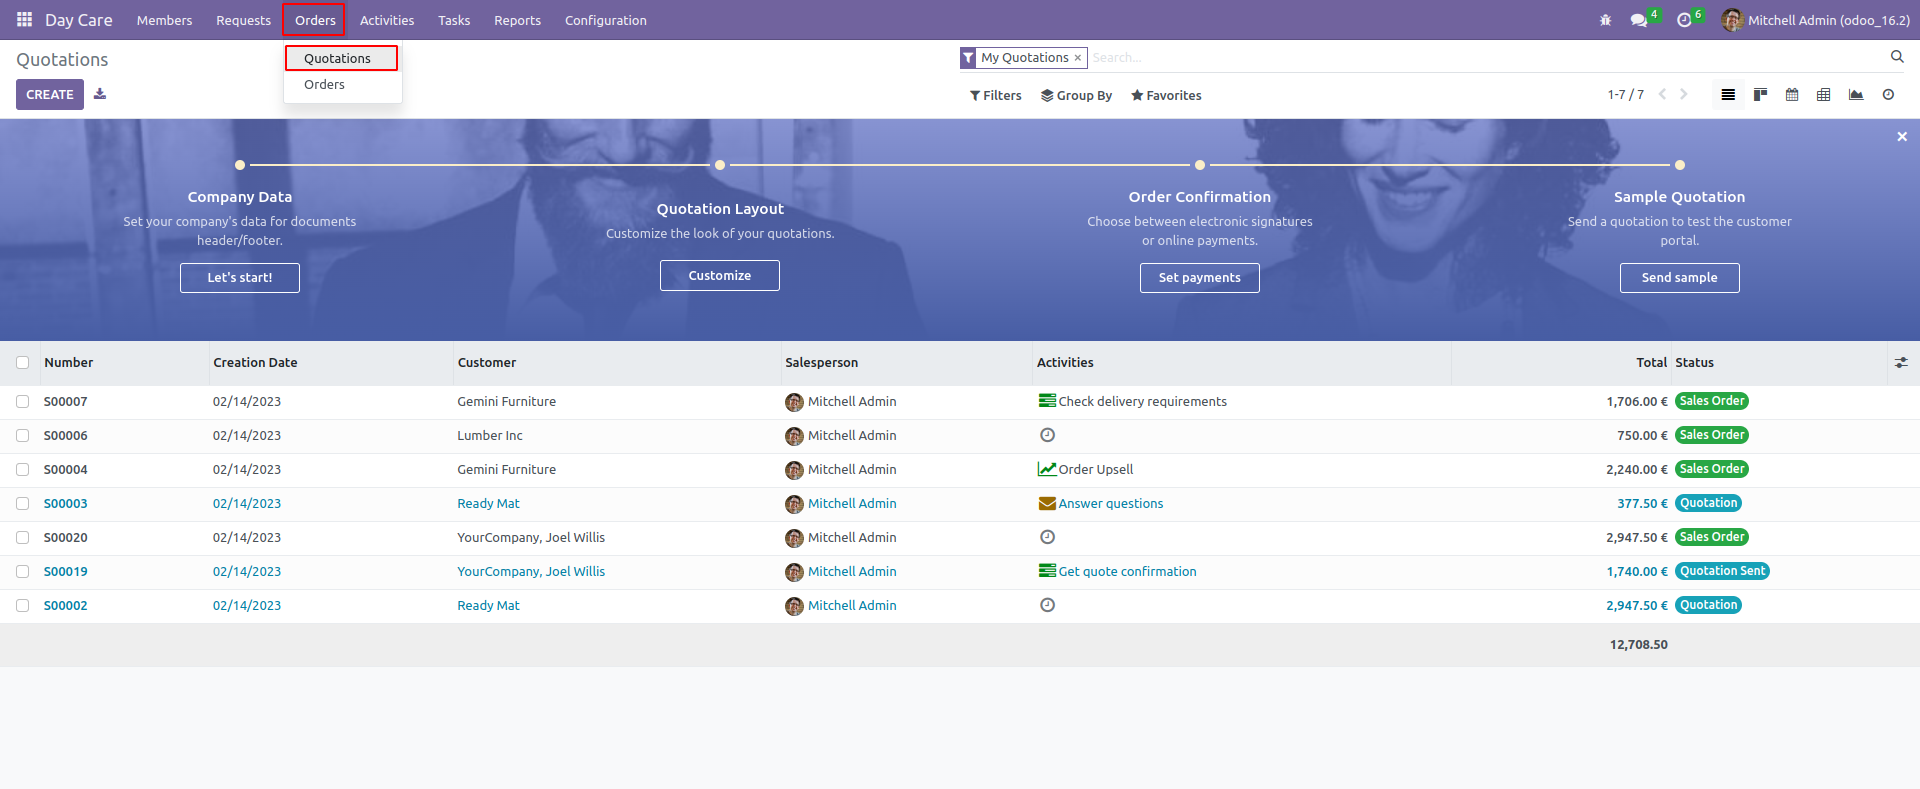 Day Care Members Requests Orders Activities Tasks Reports Configuration 4 6 Mitchell Admin (odoo_16.2)
Quotations
Orders
Quotations
CREATE
My Quotations × Search...
Filters Group By Favorites 1-7 / 7
Company Data
Set your company's data for documents
header/footer.
Let's start!
Quotation Layout
Customize the look of your quotations.
Customize
Order Confirmation
Choose between electronic signatures
or online payments.
Set payments
Sample Quotation
Send a quotation to test the customer
portal.
Send sample
Number Creation Date Customer Salesperson Activities Total Status
S00007 02/14/2023 Gemini Furniture Mitchell Admin Check delivery requirements 1,706.00 € Sales Order
S00006 02/14/2023 Lumber Inc Mitchell Admin 750.00 € Sales Order
S00004 02/14/2023 Gemini Furniture Mitchell Admin Order Upsell 2,240.00 € Sales Order
S00003 02/14/2023 Ready Mat Mitchell Admin Answer questions 377.50 € Quotation
S00020 02/14/2023 YourCompany, Joel Willis Mitchell Admin 2,947.50 € Sales Order
S00019 02/14/2023 YourCompany, Joel Willis Mitchell Admin Get quote confirmation 1,740.00 € Quotation Sent
S00002 02/14/2023 Ready Mat Mitchell Admin 2,947.50 € Quotation
12,708.50